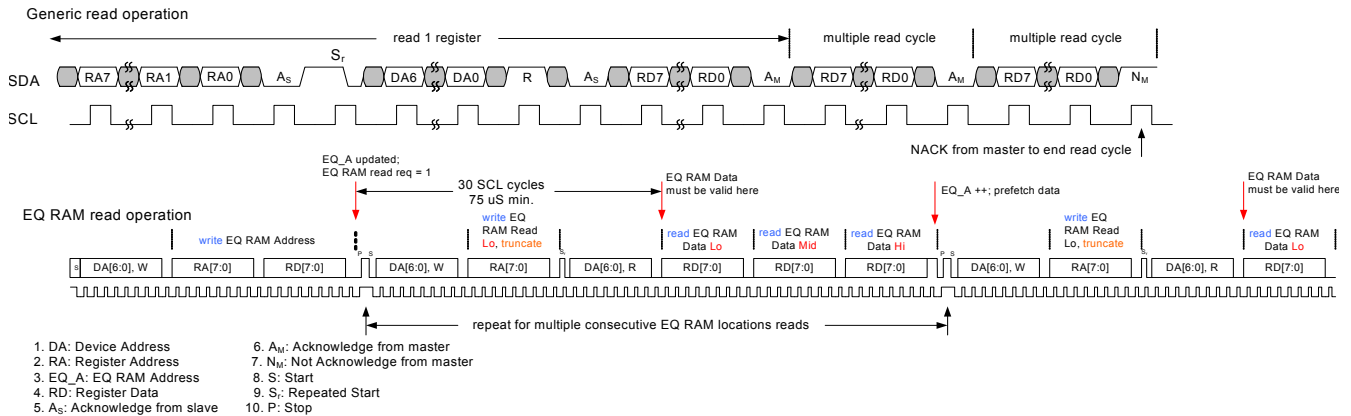 Generic read operation
read 1 register
multiple read cycle
multiple read cycle
Sr
SDA
RA7 RA1 RA0 AS DA6 DA0 R AS RD7 RD0 AM RD7 RD0 AM RD7 RD0 NM
SCL
NACK from master to end read cycle
EQ_A updated;
EQ RAM read req = 1
30 SCL cycles
75 uS min.
EQ RAM Data
must be valid here
EQ_A ++; prefetch data
EQ RAM Data
must be valid here
EQ RAM read operation
write EQ RAM Address
write EQ
RAM Read
Lo, truncate
read EQ RAM
Data Lo
read EQ RAM
Data Mid
read EQ RAM
Data Hi
write EQ
RAM Read
Lo, truncate
read EQ RAM
Data Lo
P S Sr P S Sr
S DA[6:0], W RA[7:0] RD[7:0] DA[6:0], W RA[7:0] DA[6:0], R RD[7:0] RD[7:0] RD[7:0] DA[6:0], W RA[7:0] DA[6:0], R RD[7:0]
repeat for multiple consecutive EQ RAM locations reads
1. DA: Device Address
2. RA: Register Address
3. EQ_A: EQ RAM Address
4. RD: Register Data
5. AS: Acknowledge from slave
6. AM: Acknowledge from master
7. NM: Not Acknowledge from master
8. S: Start
9. Sr: Repeated Start
10. P: Stop